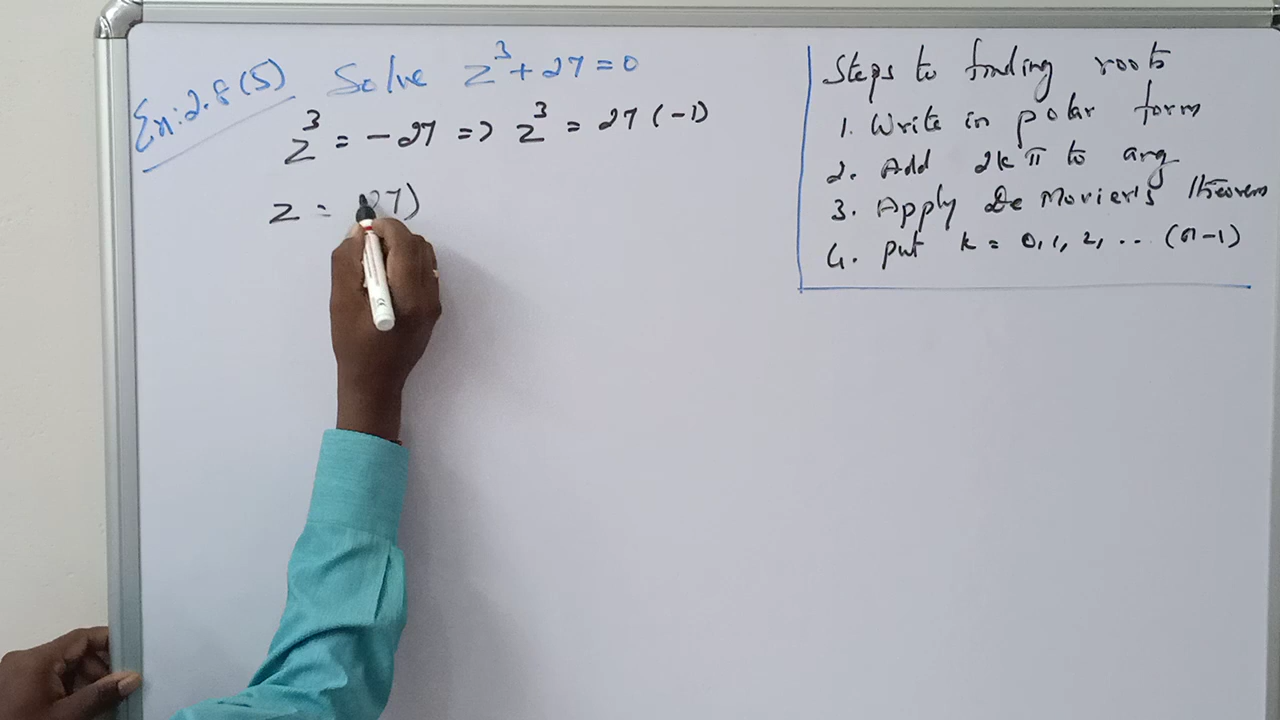 Ex: 2.8(5) Solve z³ + 27 = 0
z³ = - 27 => z³ = 27 (-1)
z = 27)
Steps to finding roots
1. Write in polar form
2. Add 2kπ to arg
3. Apply De Movier's theorem
4. put k = 0, 1, 2, .. (n-1)